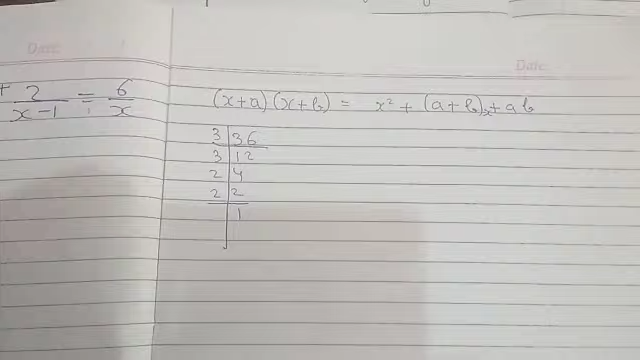 Date
Date
+ 2/(x-1) = 6/x
(x+a)(x+b) = x² + (a+b)x + ab
3 | 36
3 | 12
2 | 4
2 | 2
| 1